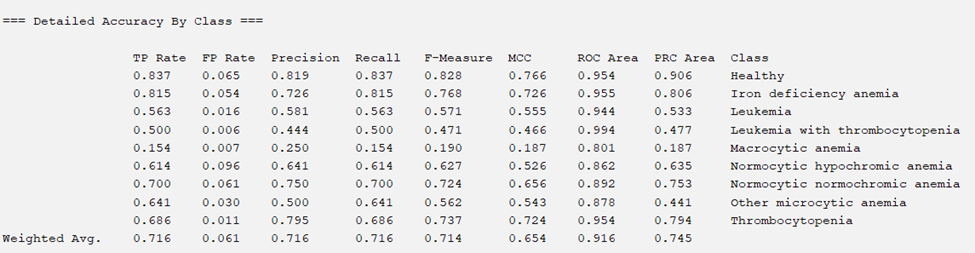 === Detailed Accuracy By Class ===
TP Rate FP Rate Precision Recall F-Measure MCC ROC Area PRC Area Class
0.837 0.065 0.819 0.837 0.828 0.766 0.954 0.906 Healthy
0.815 0.054 0.726 0.815 0.768 0.726 0.955 0.806 Iron deficiency anemia
0.563 0.016 0.581 0.563 0.571 0.555 0.944 0.533 Leukemia
0.500 0.006 0.444 0.500 0.471 0.466 0.994 0.477 Leukemia with thrombocytopenia
0.154 0.007 0.250 0.154 0.190 0.187 0.801 0.187 Macrocytic anemia
0.614 0.096 0.641 0.614 0.627 0.526 0.862 0.635 Normocytic hypochromic anemia
0.700 0.061 0.750 0.700 0.724 0.656 0.892 0.753 Normocytic normochromic anemia
0.641 0.030 0.500 0.641 0.562 0.543 0.878 0.441 Other microcytic anemia
0.686 0.011 0.795 0.686 0.737 0.724 0.954 0.794 Thrombocytopenia
Weighted Avg. 0.716 0.061 0.716 0.716 0.714 0.654 0.916 0.745